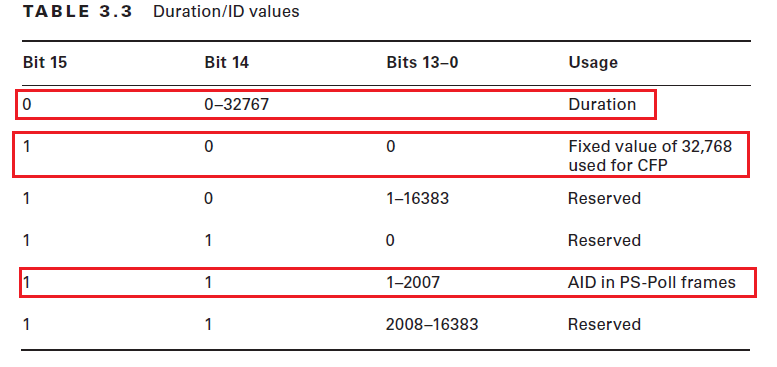 TABLE 3.3 Duration/ID values
Bit 15 Bit 14 Bits 13–0 Usage
0 0–32767 Duration
1 0 0 Fixed value of 32,768
used for CFP
1 0 1–16383 Reserved
1 1 0 Reserved
1 1 1–2007 AID in PS-Poll frames
1 1 2008–16383 Reserved